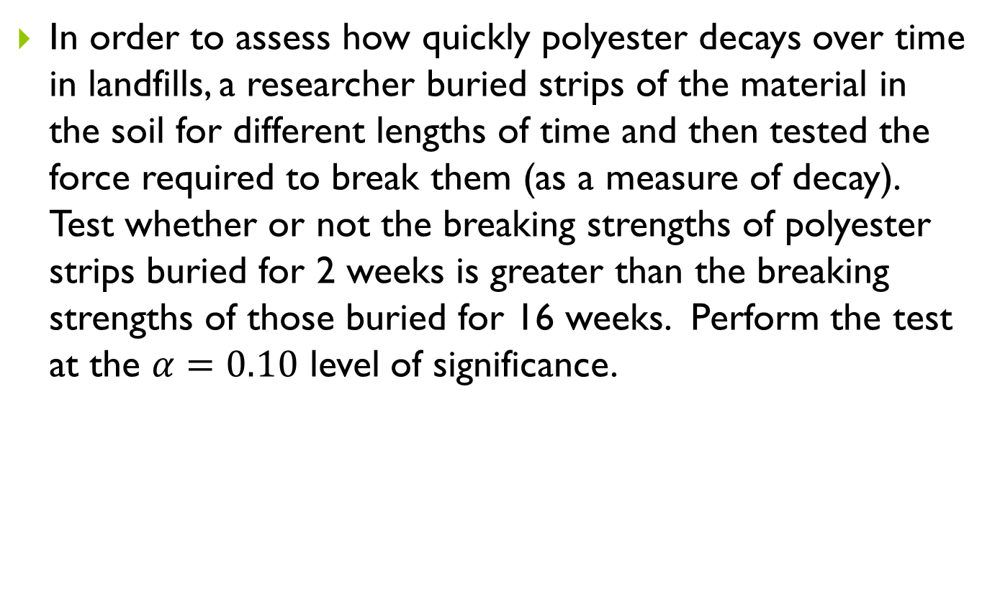 In order to assess how quickly polyester decays over time
in landfills, a researcher buried strips of the material in
the soil for different lengths of time and then tested the
force required to break them (as a measure of decay).
Test whether or not the breaking strengths of polyester
strips buried for 2 weeks is greater than the breaking
strengths of those buried for 16 weeks.  Perform the test
at the 𝛼 = 0.10 level of significance.